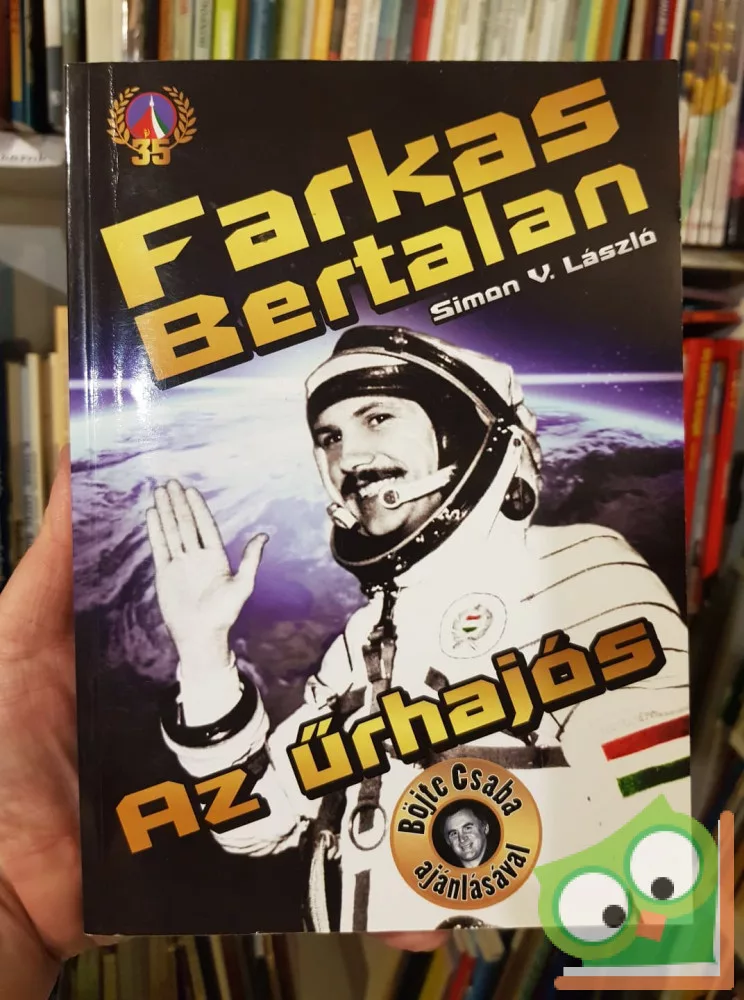 35
Farkas
Bertalan
Simon V. László
Az űrhajós
Böjte Csaba
ajánlásával